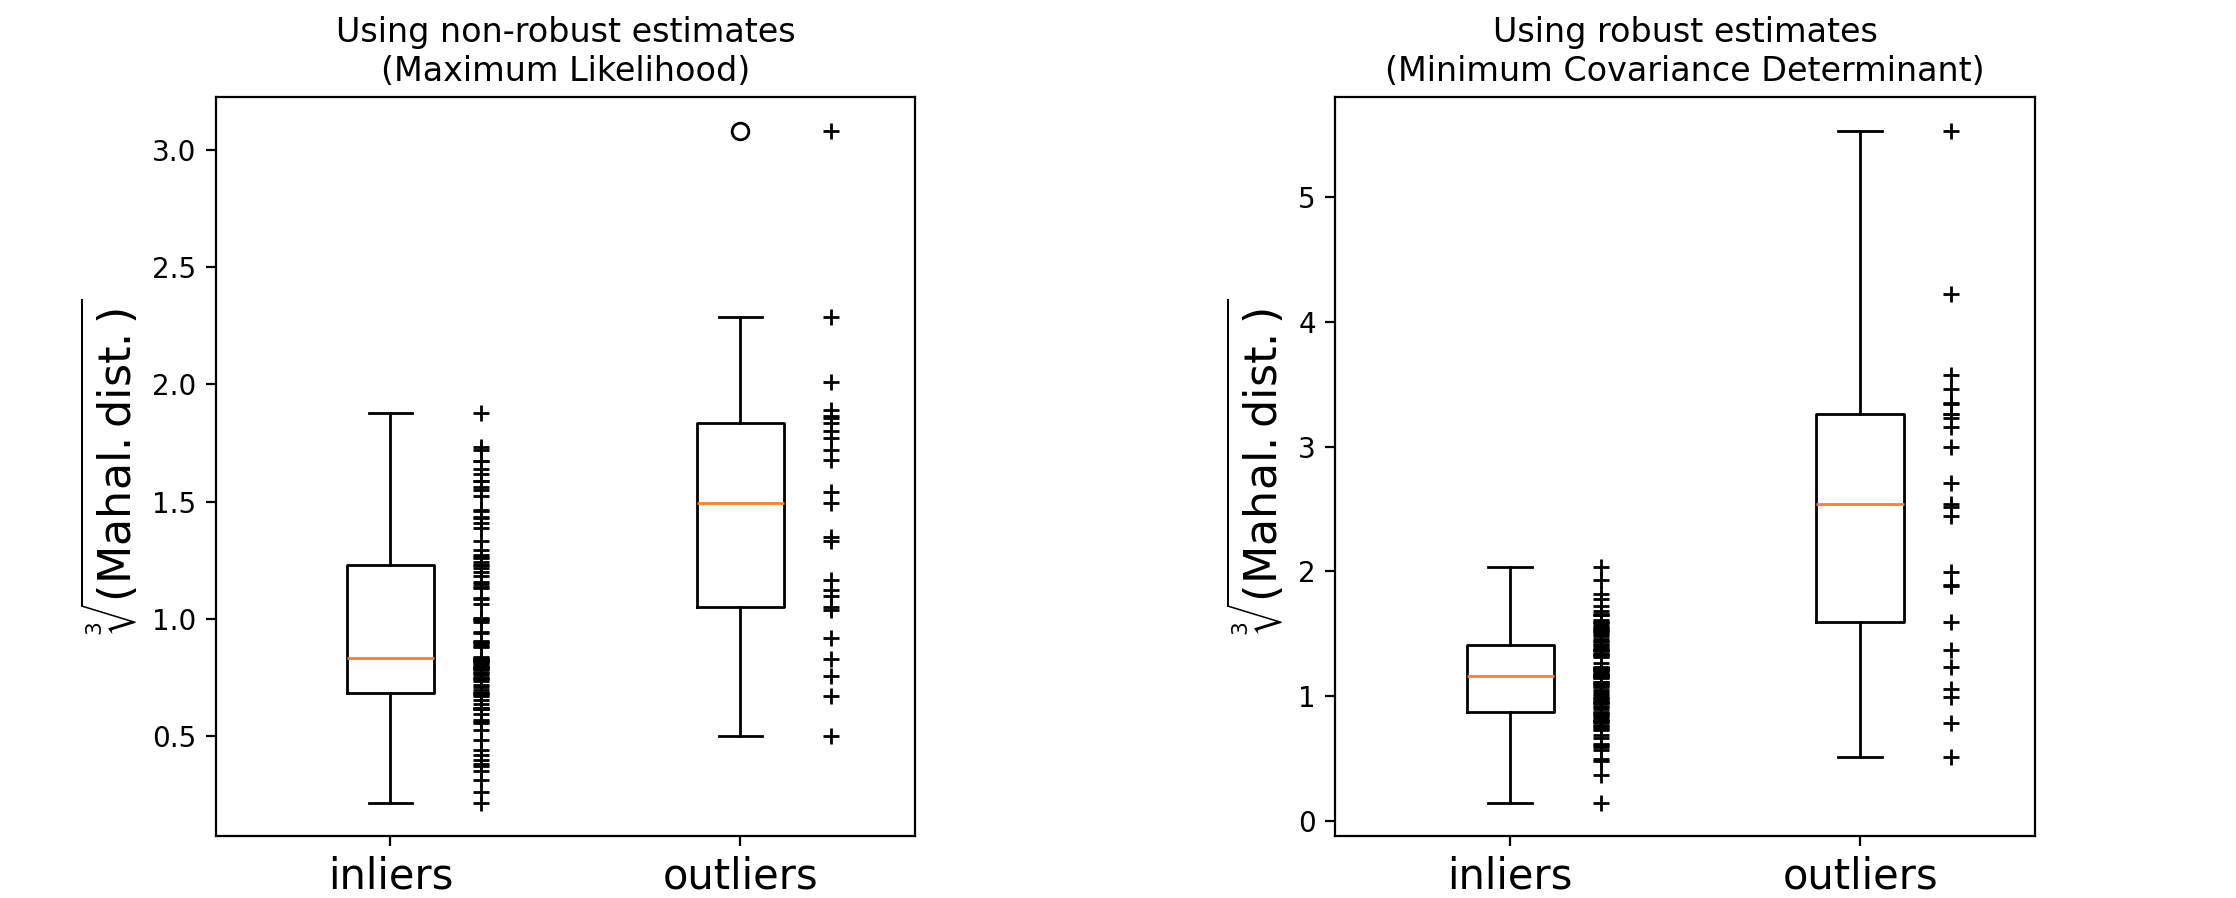 Using non-robust estimates
(Maximum Likelihood)
3.0
2.5
2.0
1.5
1.0
0.5
∛(Mahal. dist. )
inliers
outliers
Using robust estimates
(Minimum Covariance Determinant)
5
4
3
2
1
0
∛(Mahal. dist. )
inliers
outliers